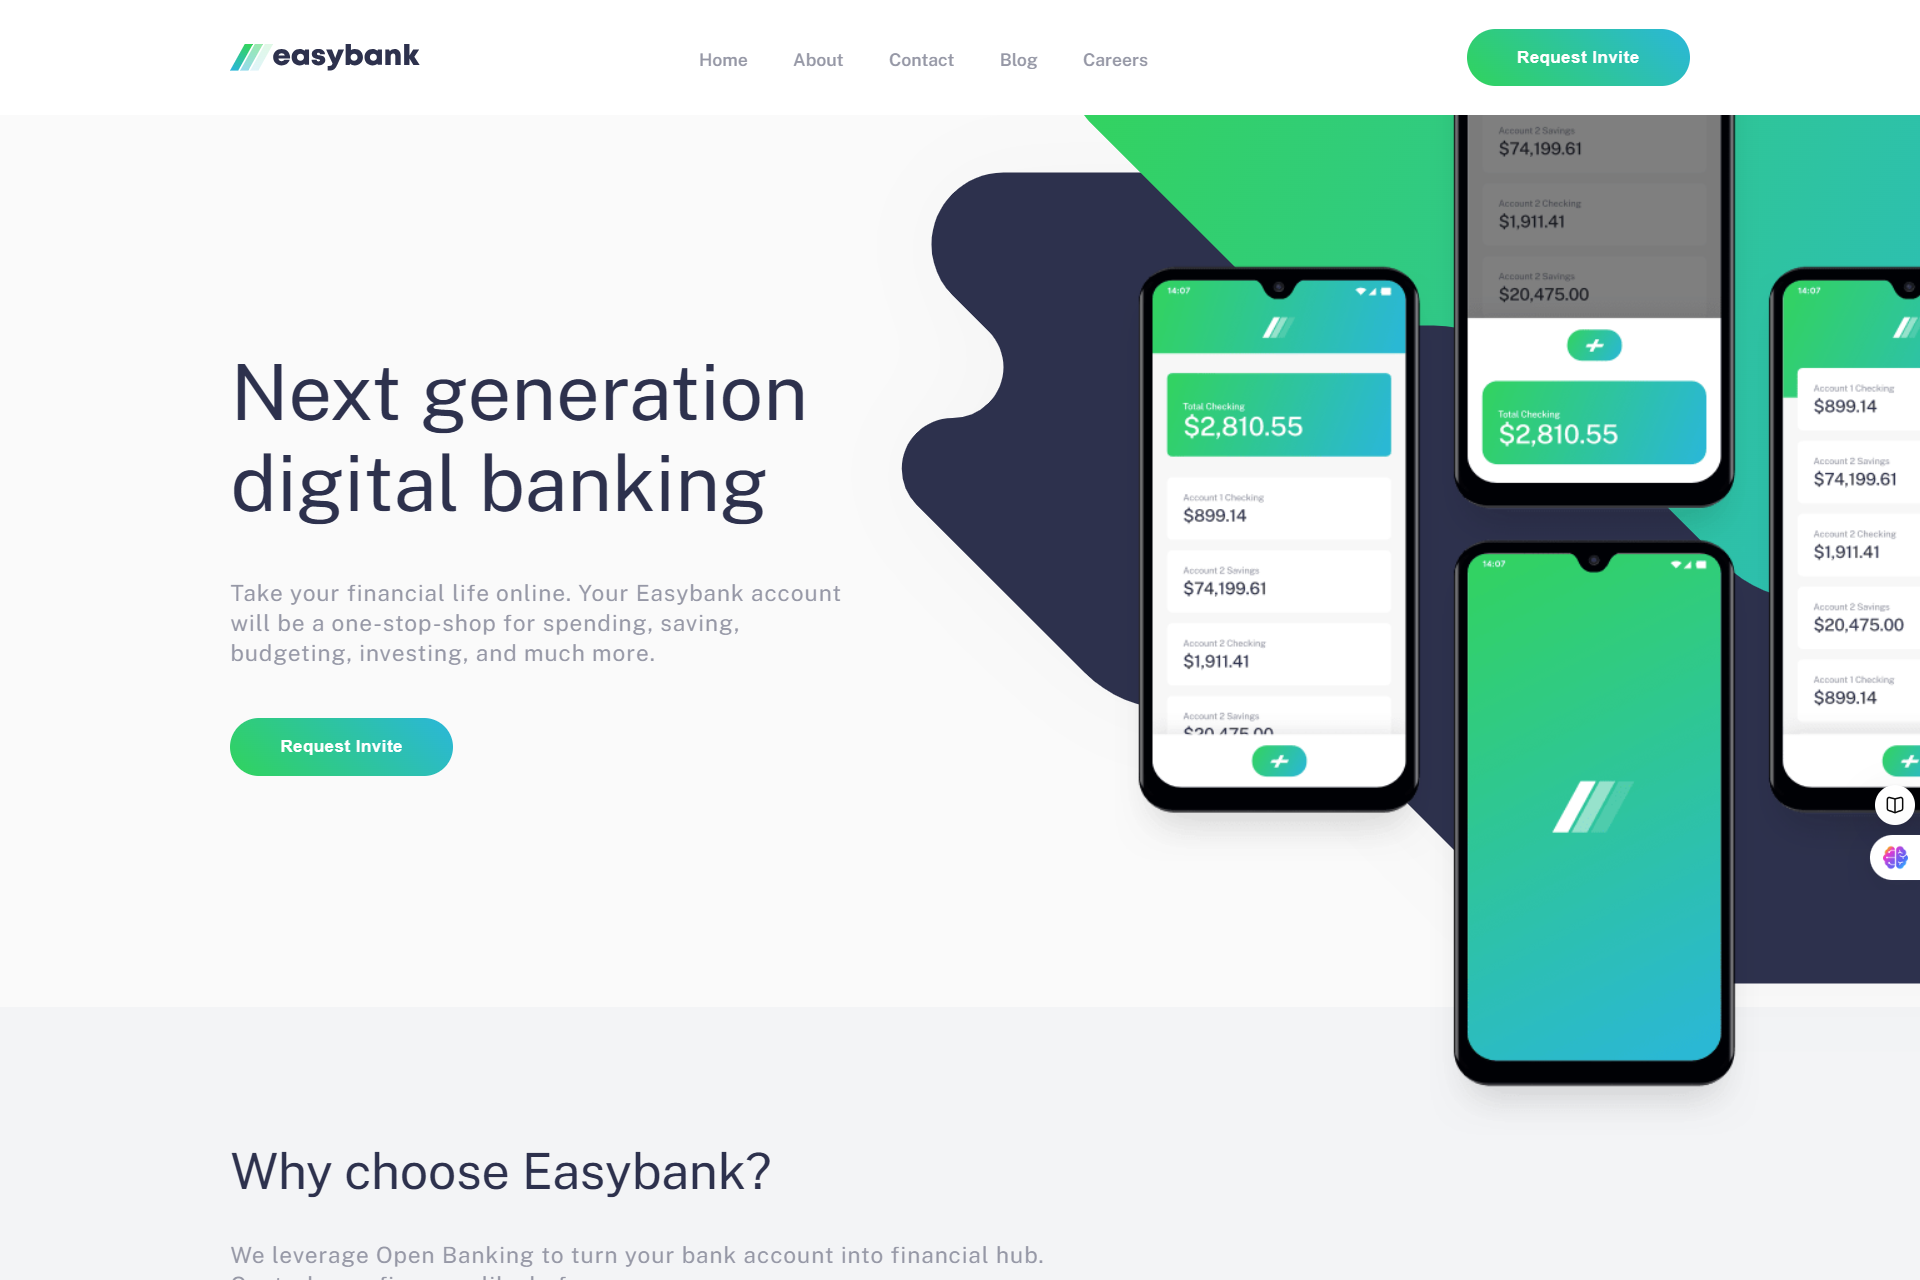 easybank
Home
About
Contact
Blog
Careers
Request Invite
Next generation
digital banking
Take your financial life online. Your Easybank account
will be a one-stop-shop for spending, saving,
budgeting, investing, and much more.
Request Invite
14:07
Total Checking
$2,810.55
Account 1 Checking
$899.14
Account 2 Savings
$74,199.61
Account 2 Checking
$1,911.41
Account 2 Savings
$20,475.00
Account 2 Savings
$74,199.61
Account 2 Checking
$1,911.41
Account 2 Savings
$20,475.00
Total Checking
$2,810.55
14:07
14:07
Account 1 Checking
$899.14
Account 2 Savings
$74,199.61
Account 2 Checking
$1,911.41
Account 2 Savings
$20,475.00
Account 1 Checking
$899.14
Why choose Easybank?
We leverage Open Banking to turn your bank account into financial hub.